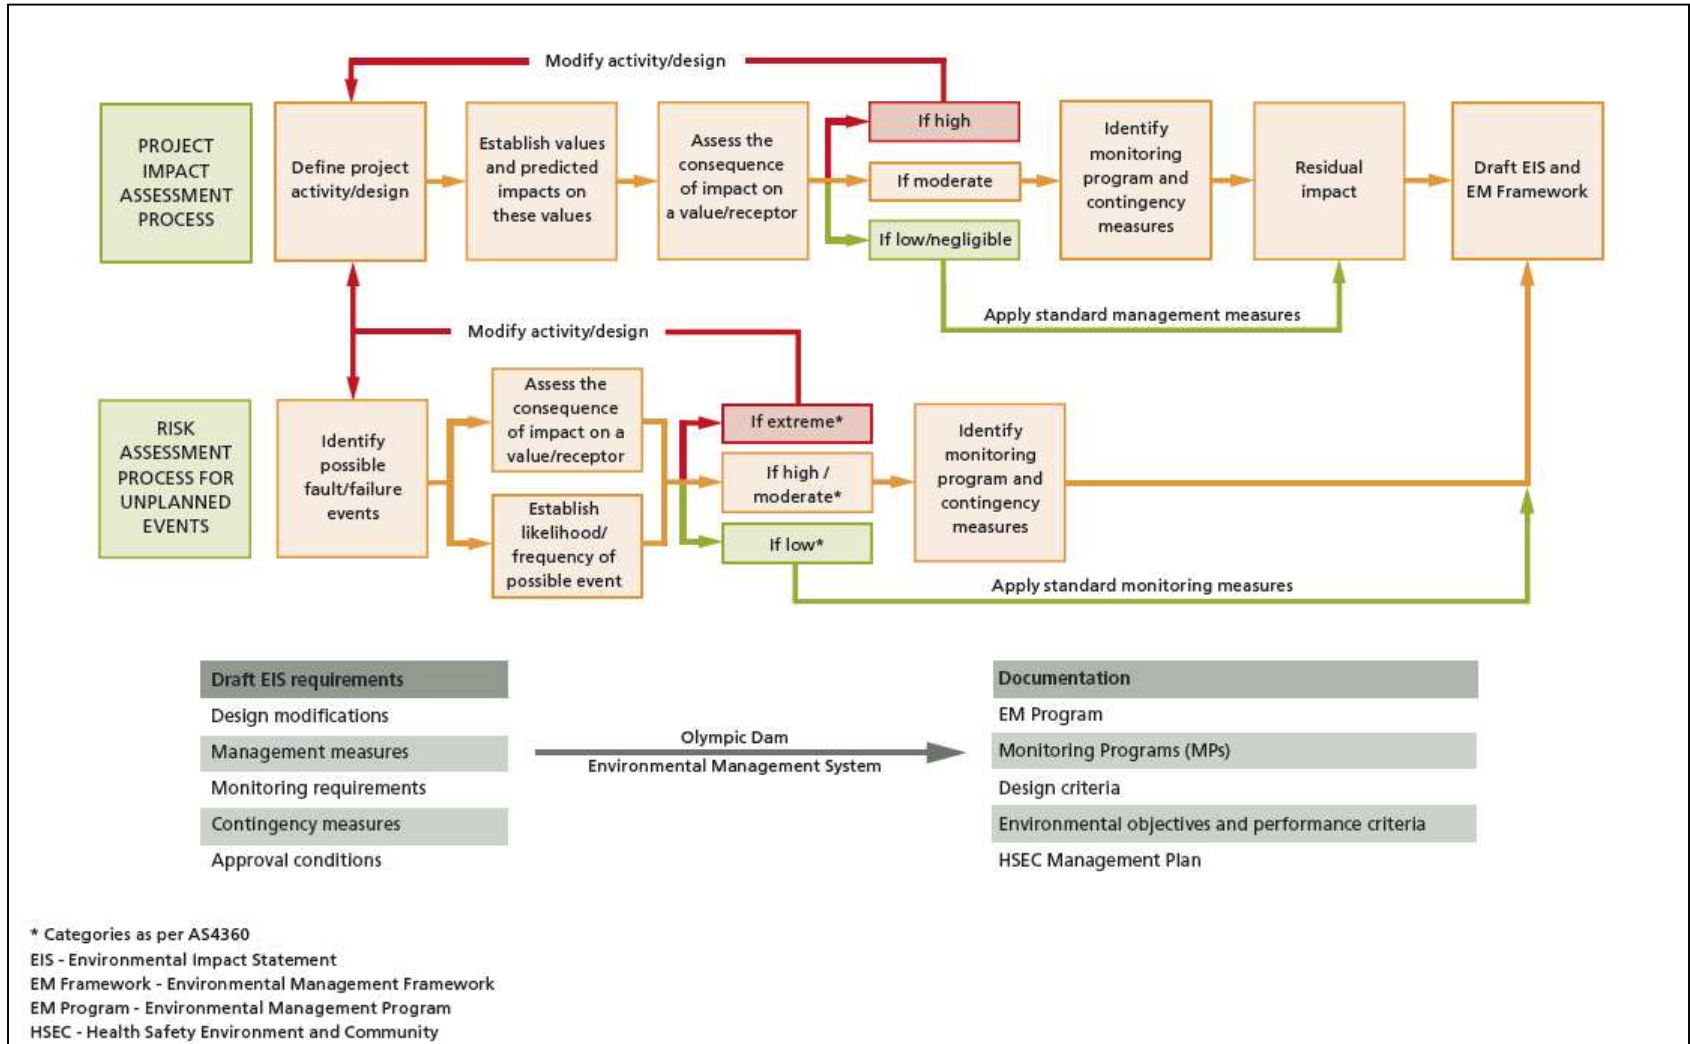 Modify activity/design
PROJECT
IMPACT
ASSESSMENT
PROCESS
Define project
activity/design
Establish values
and predicted
impacts on
these values
Assess the
consequence
of impact on
a value/receptor
If high
If moderate
If low/negligible
Identify
monitoring
program and
contingency
measures
Residual
impact
Draft EIS and
EM Framework
Apply standard management measures
Modify activity/design
RISK
ASSESSMENT
PROCESS FOR
UNPLANNED
EVENTS
Identify
possible
fault/failure
events
Assess the
consequence
of impact on a
value/receptor
Establish
likelihood/
frequency of
possible event
If extreme*
If high /
moderate*
If low*
Identify
monitoring
program and
contingency
measures
Apply standard monitoring measures
Draft EIS requirements
Design modifications
Management measures
Monitoring requirements
Contingency measures
Approval conditions
Olympic Dam
Environmental Management System
Documentation
EM Program
Monitoring Programs (MPs)
Design criteria
Environmental objectives and performance criteria
HSEC Management Plan
* Categories as per AS4360
EIS - Environmental Impact Statement
EM Framework - Environmental Management Framework
EM Program - Environmental Management Program
HSEC - Health Safety Environment and Community